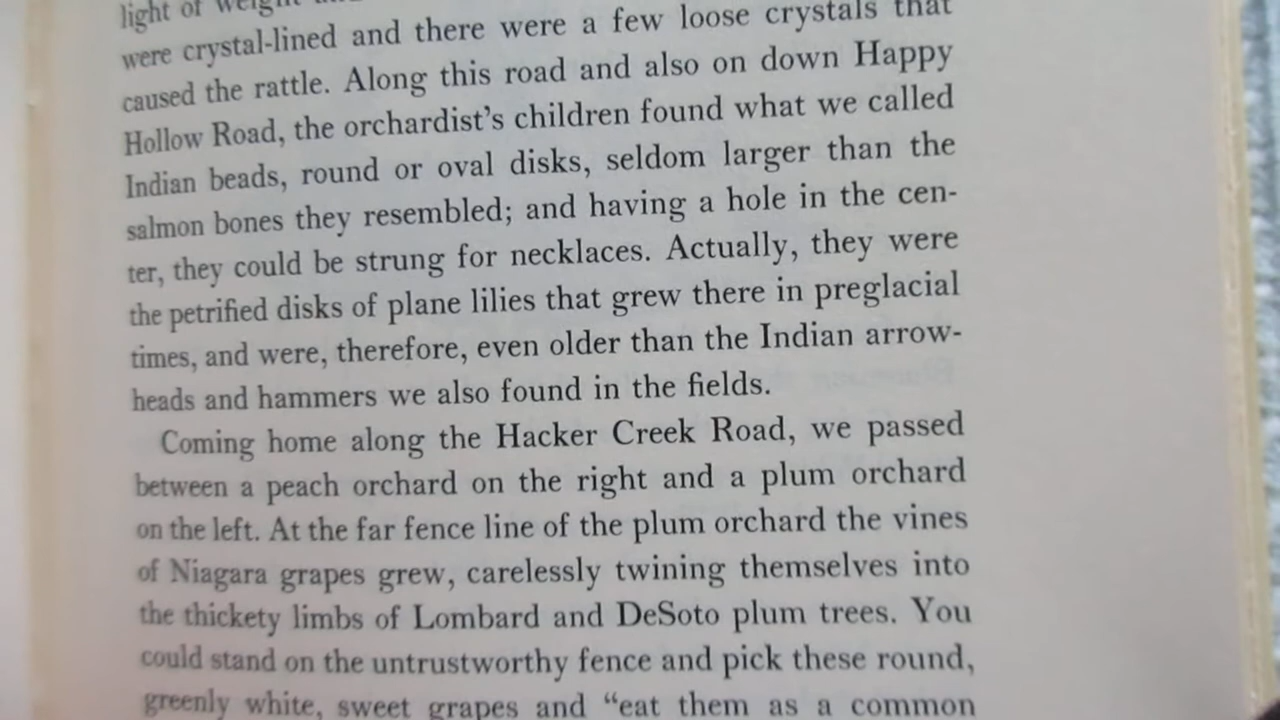 light of weight
were crystal-lined and there were a few loose crystals that
caused the rattle. Along this road and also on down Happy
Hollow Road, the orchardist's children found what we called
Indian beads, round or oval disks, seldom larger than the
salmon bones they resembled; and having a hole in the cen-
ter, they could be strung for necklaces. Actually, they were
the petrified disks of plane lilies that grew there in preglacial
times, and were, therefore, even older than the Indian arrow-
heads and hammers we also found in the fields.
Coming home along the Hacker Creek Road, we passed
between a peach orchard on the right and a plum orchard
on the left. At the far fence line of the plum orchard the vines
of Niagara grapes grew, carelessly twining themselves into
the thickety limbs of Lombard and DeSoto plum trees. You
could stand on the untrustworthy fence and pick these round,
greenly white, sweet grapes and “eat them as a common